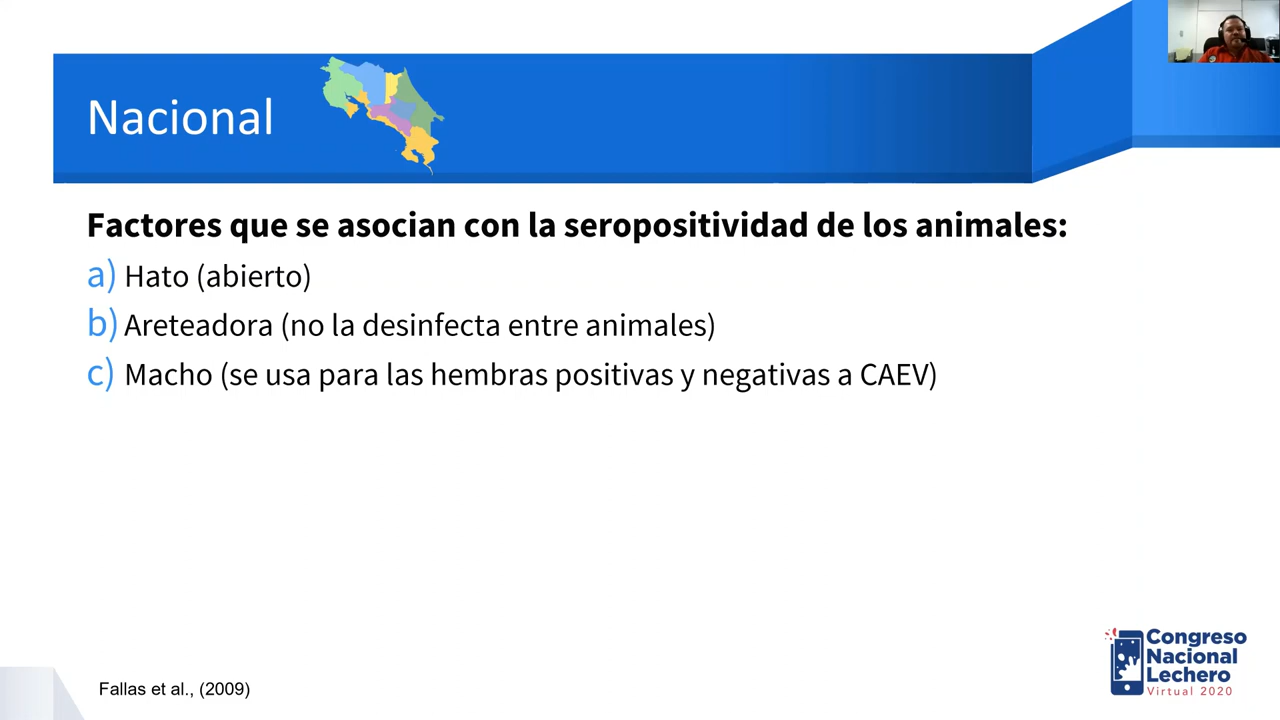 Nacional
Factores que se asocian con la seropositividad de los animales:
a) Hato (abierto)
b) Areteadora (no la desinfecta entre animales)
c) Macho (se usa para las hembras positivas y negativas a CAEV)
Fallas et al., (2009)
Congreso
Nacional
Lechero
Virtual 2020